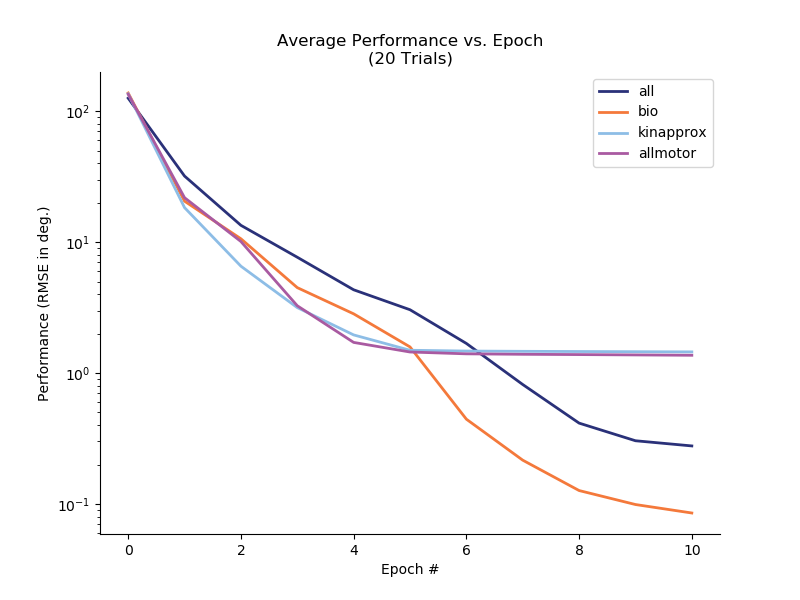 Average Performance vs. Epoch
(20 Trials)
all
bio
kinapprox
allmotor
Performance (RMSE in deg.)
10²
10¹
10⁰
10⁻¹
0 2 4 6 8 10
Epoch #